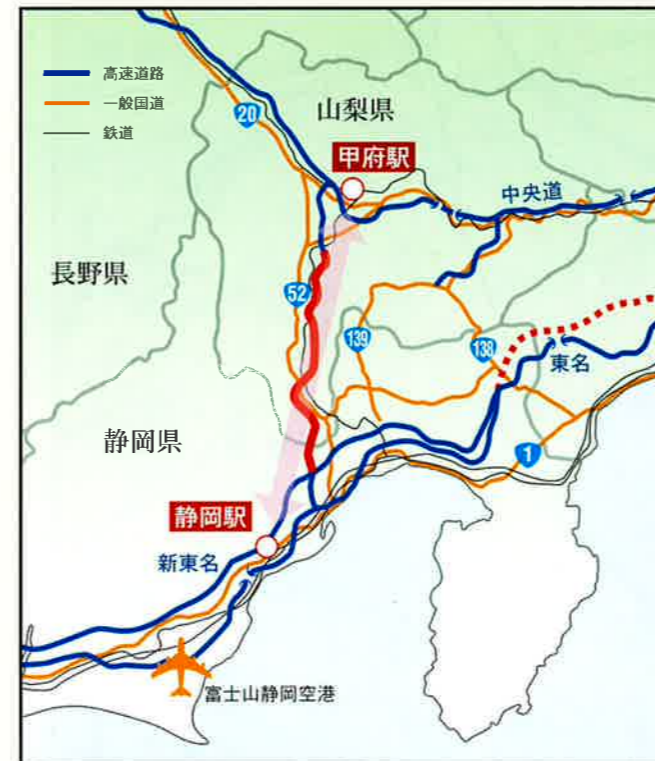 高速道路
一般国道
鉄道
山梨県
20
甲府駅
中央道
長野県
52
139
138
東名
静岡県
1
静岡駅
新東名
富士山静岡空港